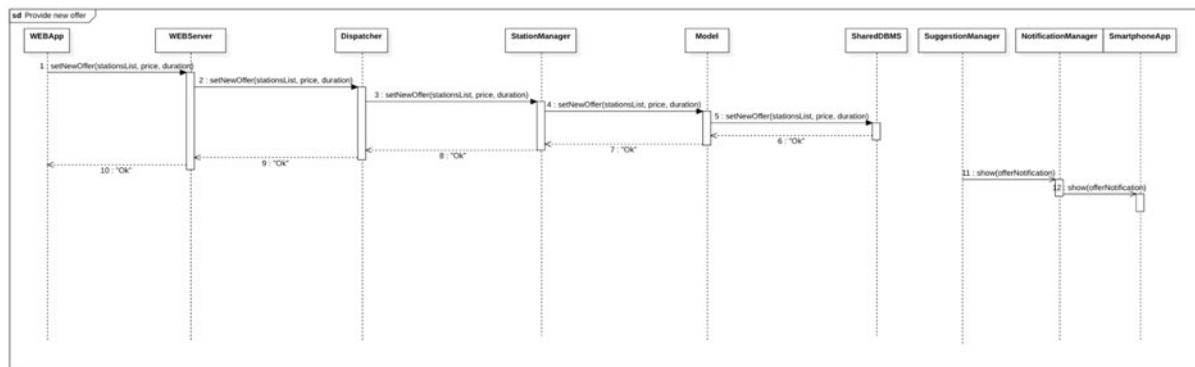 sd Provide new offer
WEBApp
WEBServer
Dispatcher
StationManager
Model
SharedDBMS
SuggestionManager
NotificationManager
SmartphoneApp
1 : setNewOffer(stationsList, price, duration)
2 : setNewOffer(stationsList, price, duration)
3 : setNewOffer(stationsList, price, duration)
4 : setNewOffer(stationsList, price, duration)
5 : setNewOffer(stationsList, price, duration)
6 : "Ok"
7 : "Ok"
8 : "Ok"
9 : "Ok"
10 : "Ok"
11 : show(offerNotification)
12 : show(offerNotification)